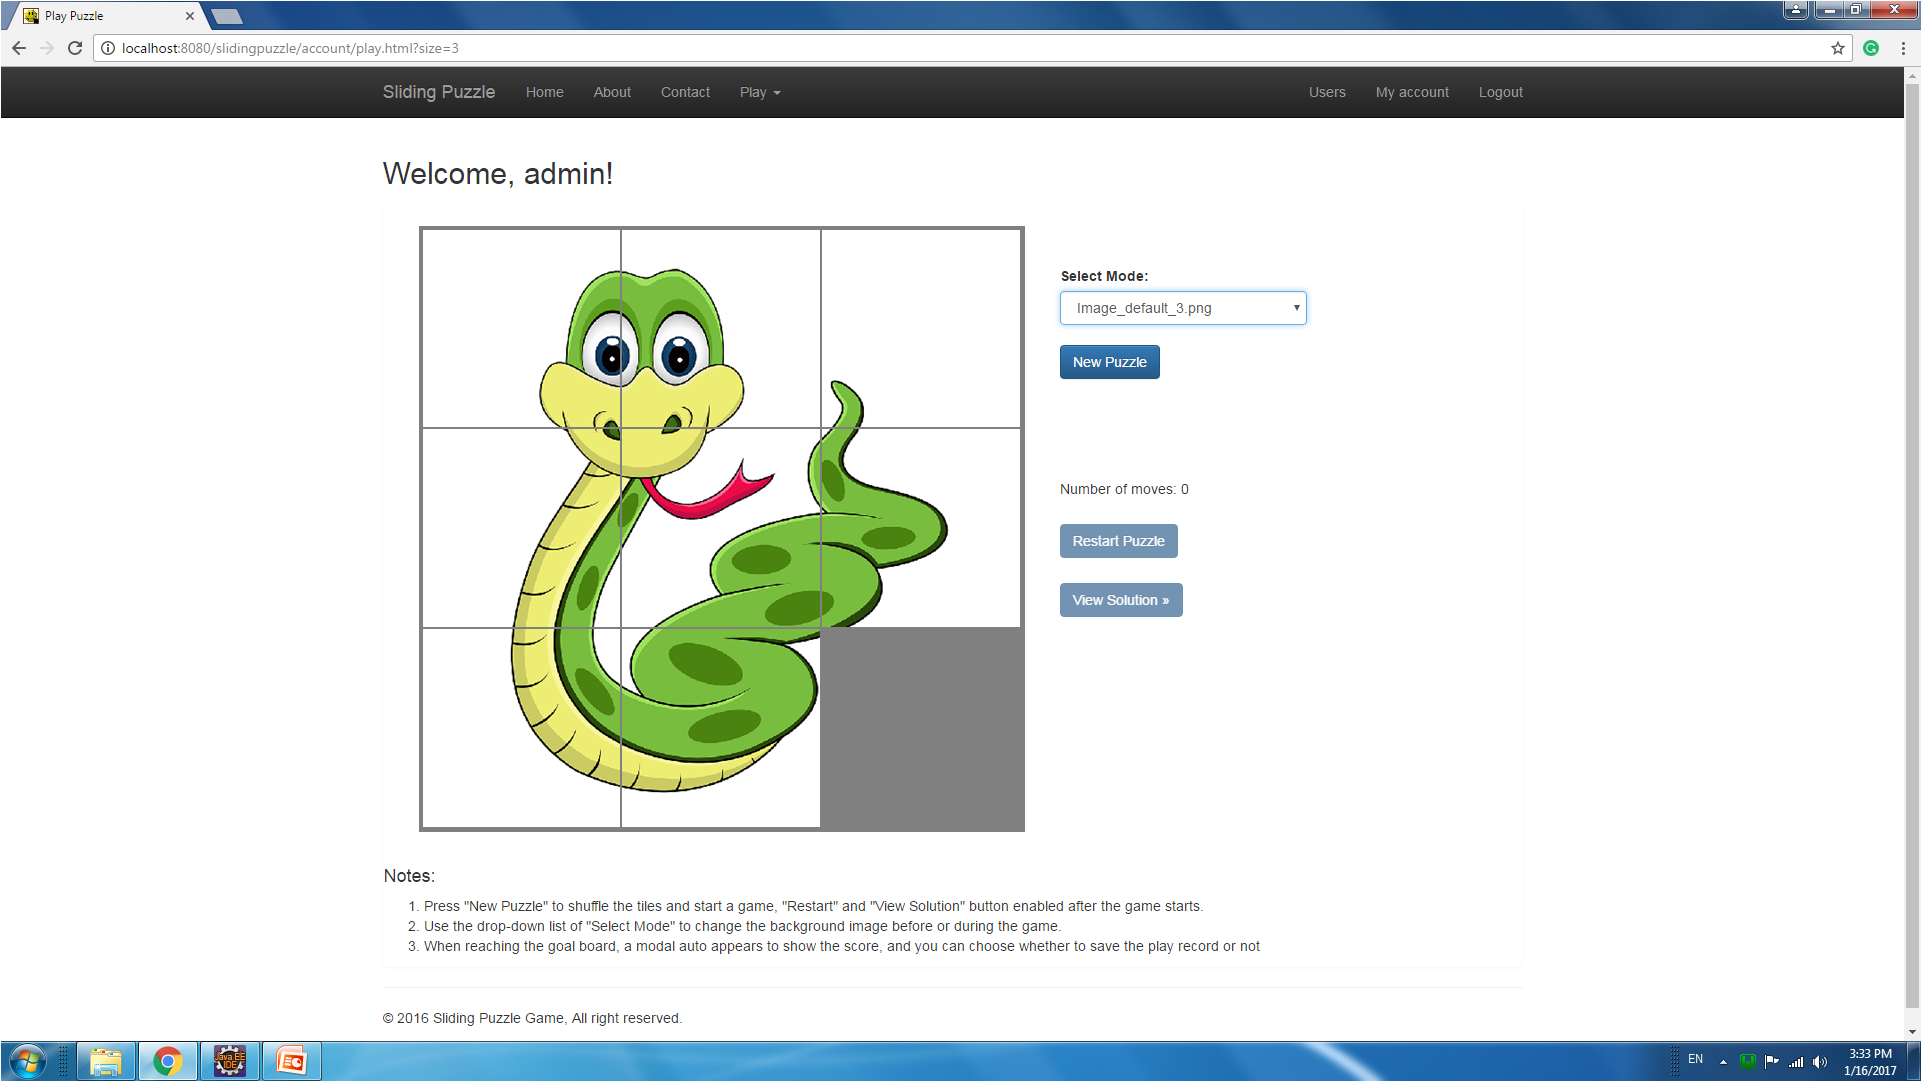 Play Puzzle
localhost:8080/slidingpuzzle/account/play.html?size=3
Sliding Puzzle Home About Contact Play Users My account Logout
Welcome, admin!
Select Mode:
Image_default_3.png
New Puzzle
Number of moves: 0
Restart Puzzle
View Solution »
Notes:
1. Press "New Puzzle" to shuffle the tiles and start a game, "Restart" and "View Solution" button enabled after the game starts.
2. Use the drop-down list of "Select Mode" to change the background image before or during the game.
3. When reaching the goal board, a modal auto appears to show the score, and you can choose whether to save the play record or not
© 2016 Sliding Puzzle Game, All right reserved.
Java EE
IDE
EN
3:33 PM
1/16/2017